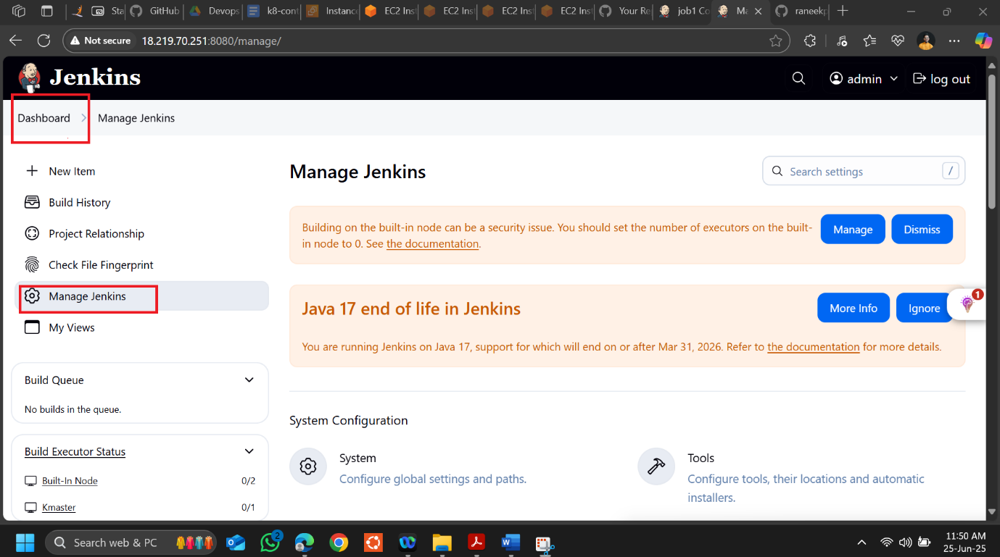 Sta
GitHub
Devops
k8-cont
Instance
EC2 Inst
EC2 Inst
EC2 Inst
EC2 Inst
Your Re
job1 Co
Ma
raneekp
Not secure
18.219.70.251:8080/manage/
Jenkins
admin
log out
Dashboard
Manage Jenkins
New Item
Build History
Project Relationship
Check File Fingerprint
Manage Jenkins
My Views
Build Queue
No builds in the queue.
Build Executor Status
Built-In Node 0/2
Kmaster 0/1
Manage Jenkins
Search settings /
Building on the built-in node can be a security issue. You should set the number of executors on the built-
in node to 0. See the documentation.
Manage
Dismiss
Java 17 end of life in Jenkins
More Info
Ignore
1
You are running Jenkins on Java 17, support for which will end on or after Mar 31, 2026. Refer to the documentation for more details.
System Configuration
System
Configure global settings and paths.
Tools
Configure tools, their locations and automatic
installers.
Search web & PC
2
11:50 AM
25-Jun-25